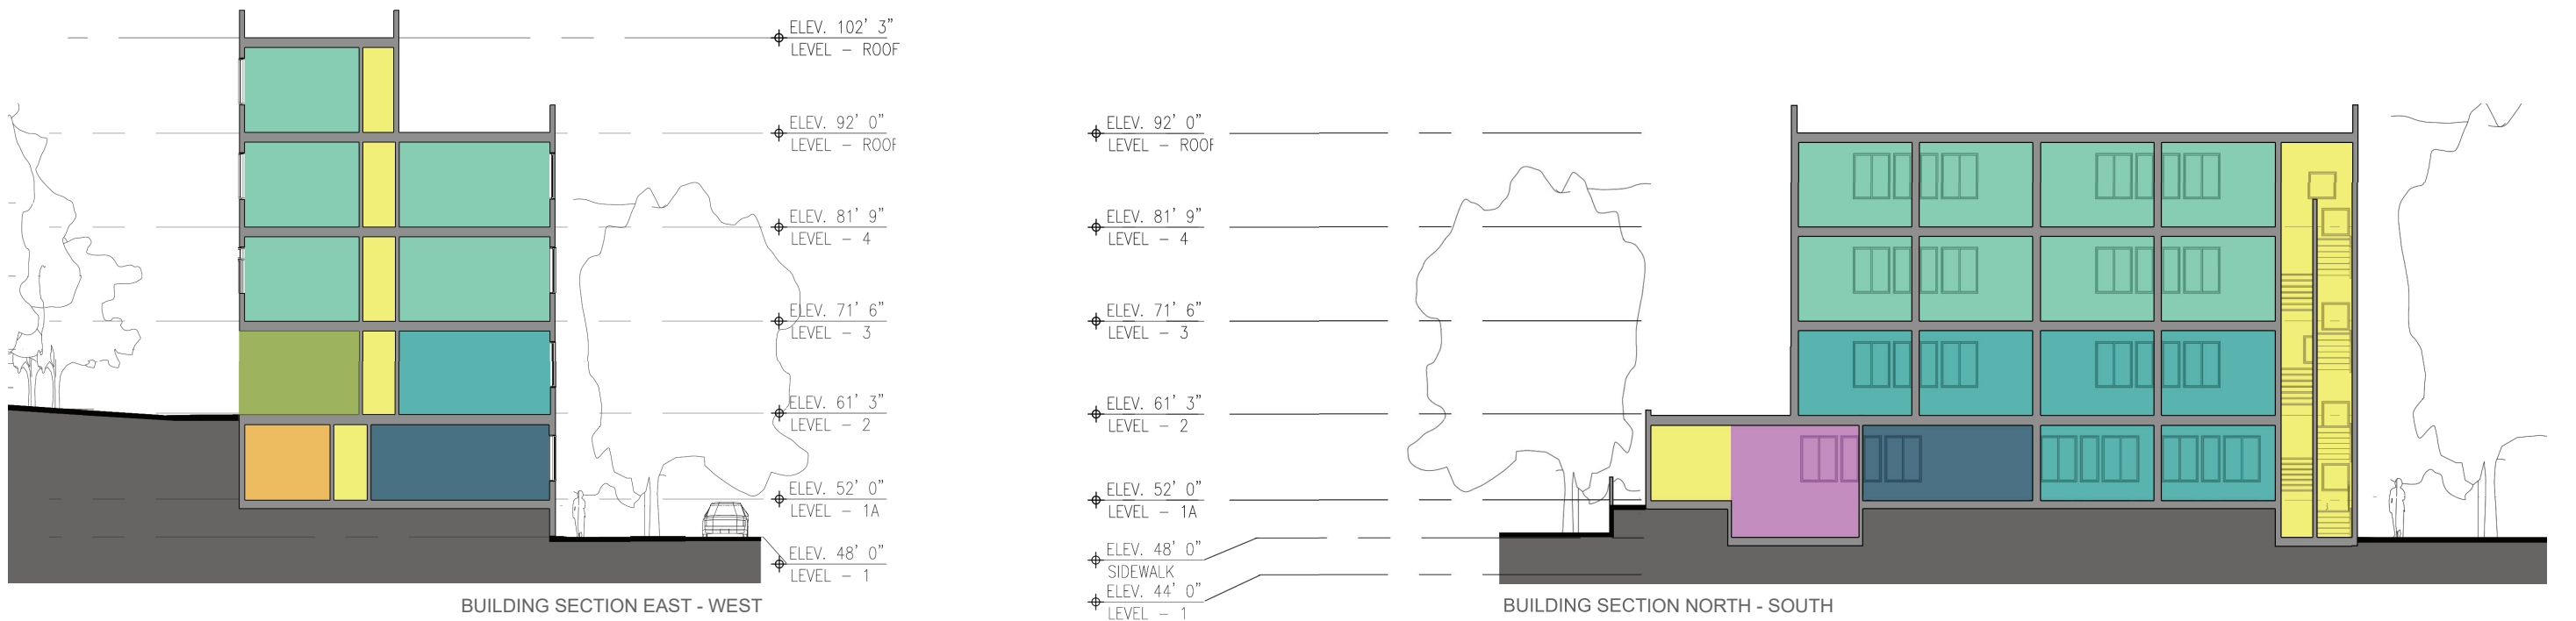 ELEV. 102' 3"
LEVEL - ROOF
ELEV. 92' 0"
LEVEL - ROOF
ELEV. 81' 9"
LEVEL - 4
ELEV. 71' 6"
LEVEL - 3
ELEV. 61' 3"
LEVEL - 2
ELEV. 52' 0"
LEVEL - 1A
ELEV. 48' 0"
LEVEL - 1
BUILDING SECTION EAST - WEST
ELEV. 92' 0"
LEVEL - ROOF
ELEV. 81' 9"
LEVEL - 4
ELEV. 71' 6"
LEVEL - 3
ELEV. 61' 3"
LEVEL - 2
ELEV. 52' 0"
LEVEL - 1A
ELEV. 48' 0"
SIDEWALK
ELEV. 44' 0"
LEVEL - 1
BUILDING SECTION NORTH - SOUTH